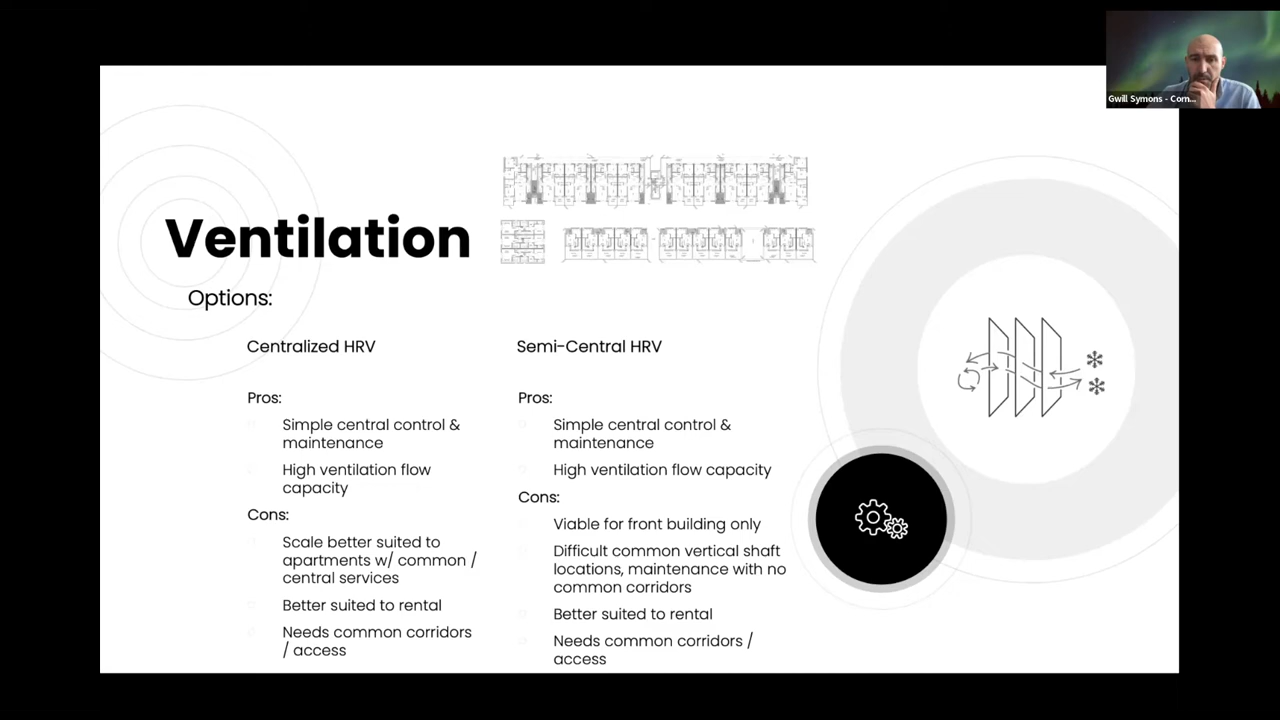 Gwill Symons - Corn...
Ventilation
Options:
Centralized HRV
Pros:
Simple central control &
maintenance
High ventilation flow
capacity
Cons:
Scale better suited to
apartments w/ common /
central services
Better suited to rental
Needs common corridors
/ access
Semi-Central HRV
Pros:
Simple central control &
maintenance
High ventilation flow capacity
Cons:
Viable for front building only
Difficult common vertical shaft
locations, maintenance with no
common corridors
Better suited to rental
Needs common corridors /
access